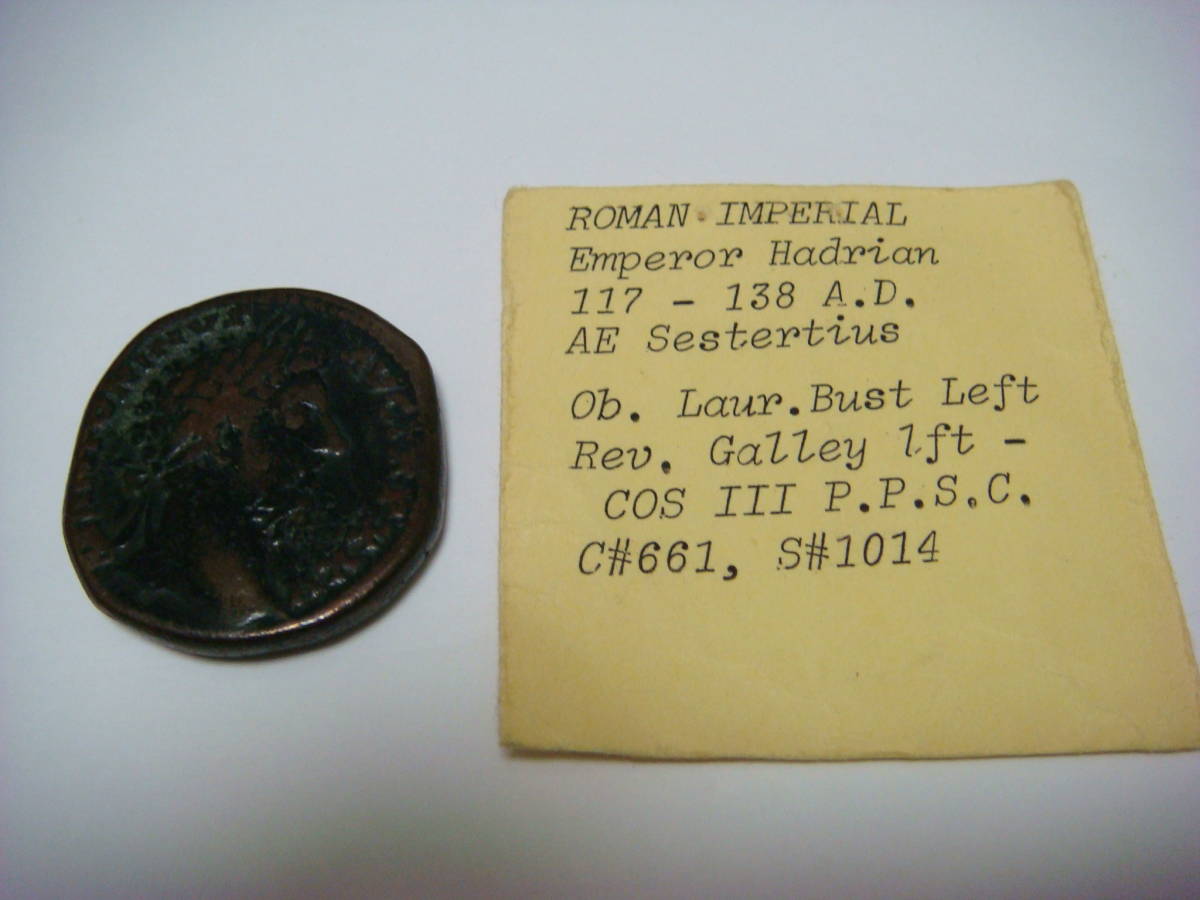 ROMAN IMPERIAL
Emperor Hadrian
117 - 138 A.D.
AE Sestertius
Ob. Laur.Bust Left
Rev. Galley lft -
COS III P.P.S.C.
C#661, S#1014